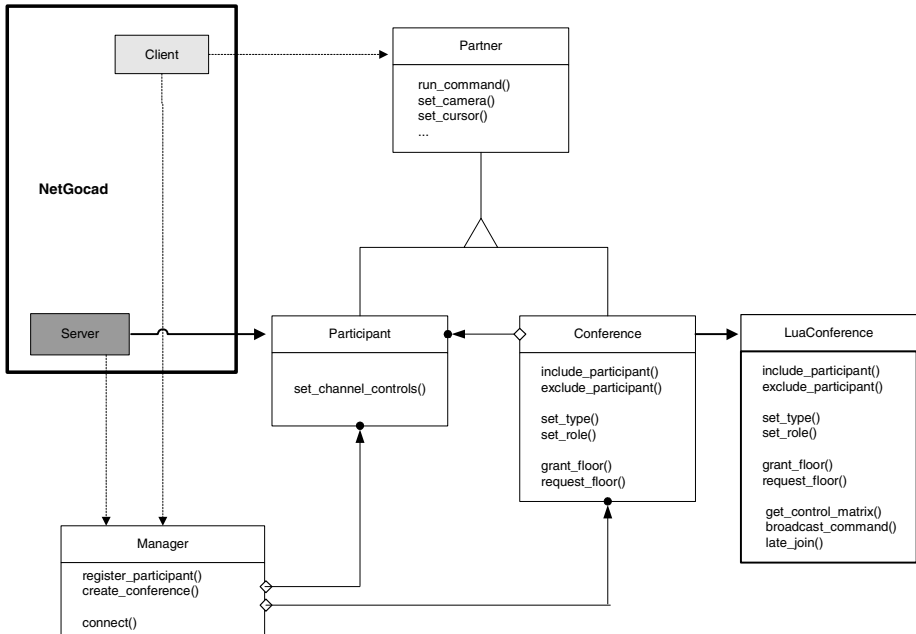 Client
NetGocad
Server
Partner
run_command()
set_camera()
set_cursor()
...
Participant
set_channel_controls()
Conference
include_participant()
exclude_participant()
set_type()
set_role()
grant_floor()
request_floor()
LuaConference
include_participant()
exclude_participant()
set_type()
set_role()
grant_floor()
request_floor()
get_control_matrix()
broadcast_command()
late_join()
Manager
register_participant()
create_conference()
connect()